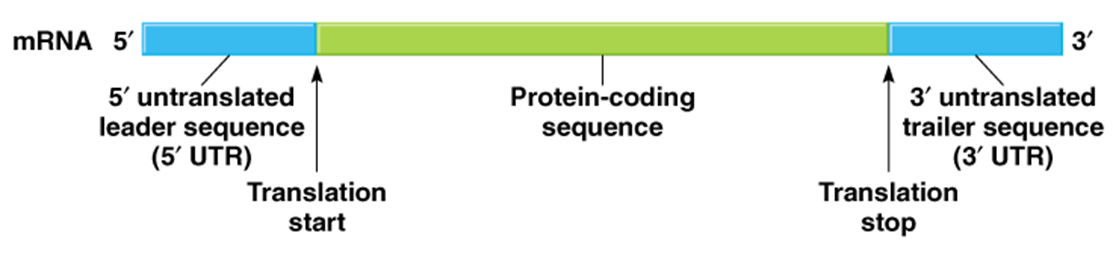 mRNA 5′ 3′
5′ untranslated
leader sequence
(5′ UTR)
Translation
start
Protein-coding
sequence
Translation
stop
3′ untranslated
trailer sequence
(3′ UTR)